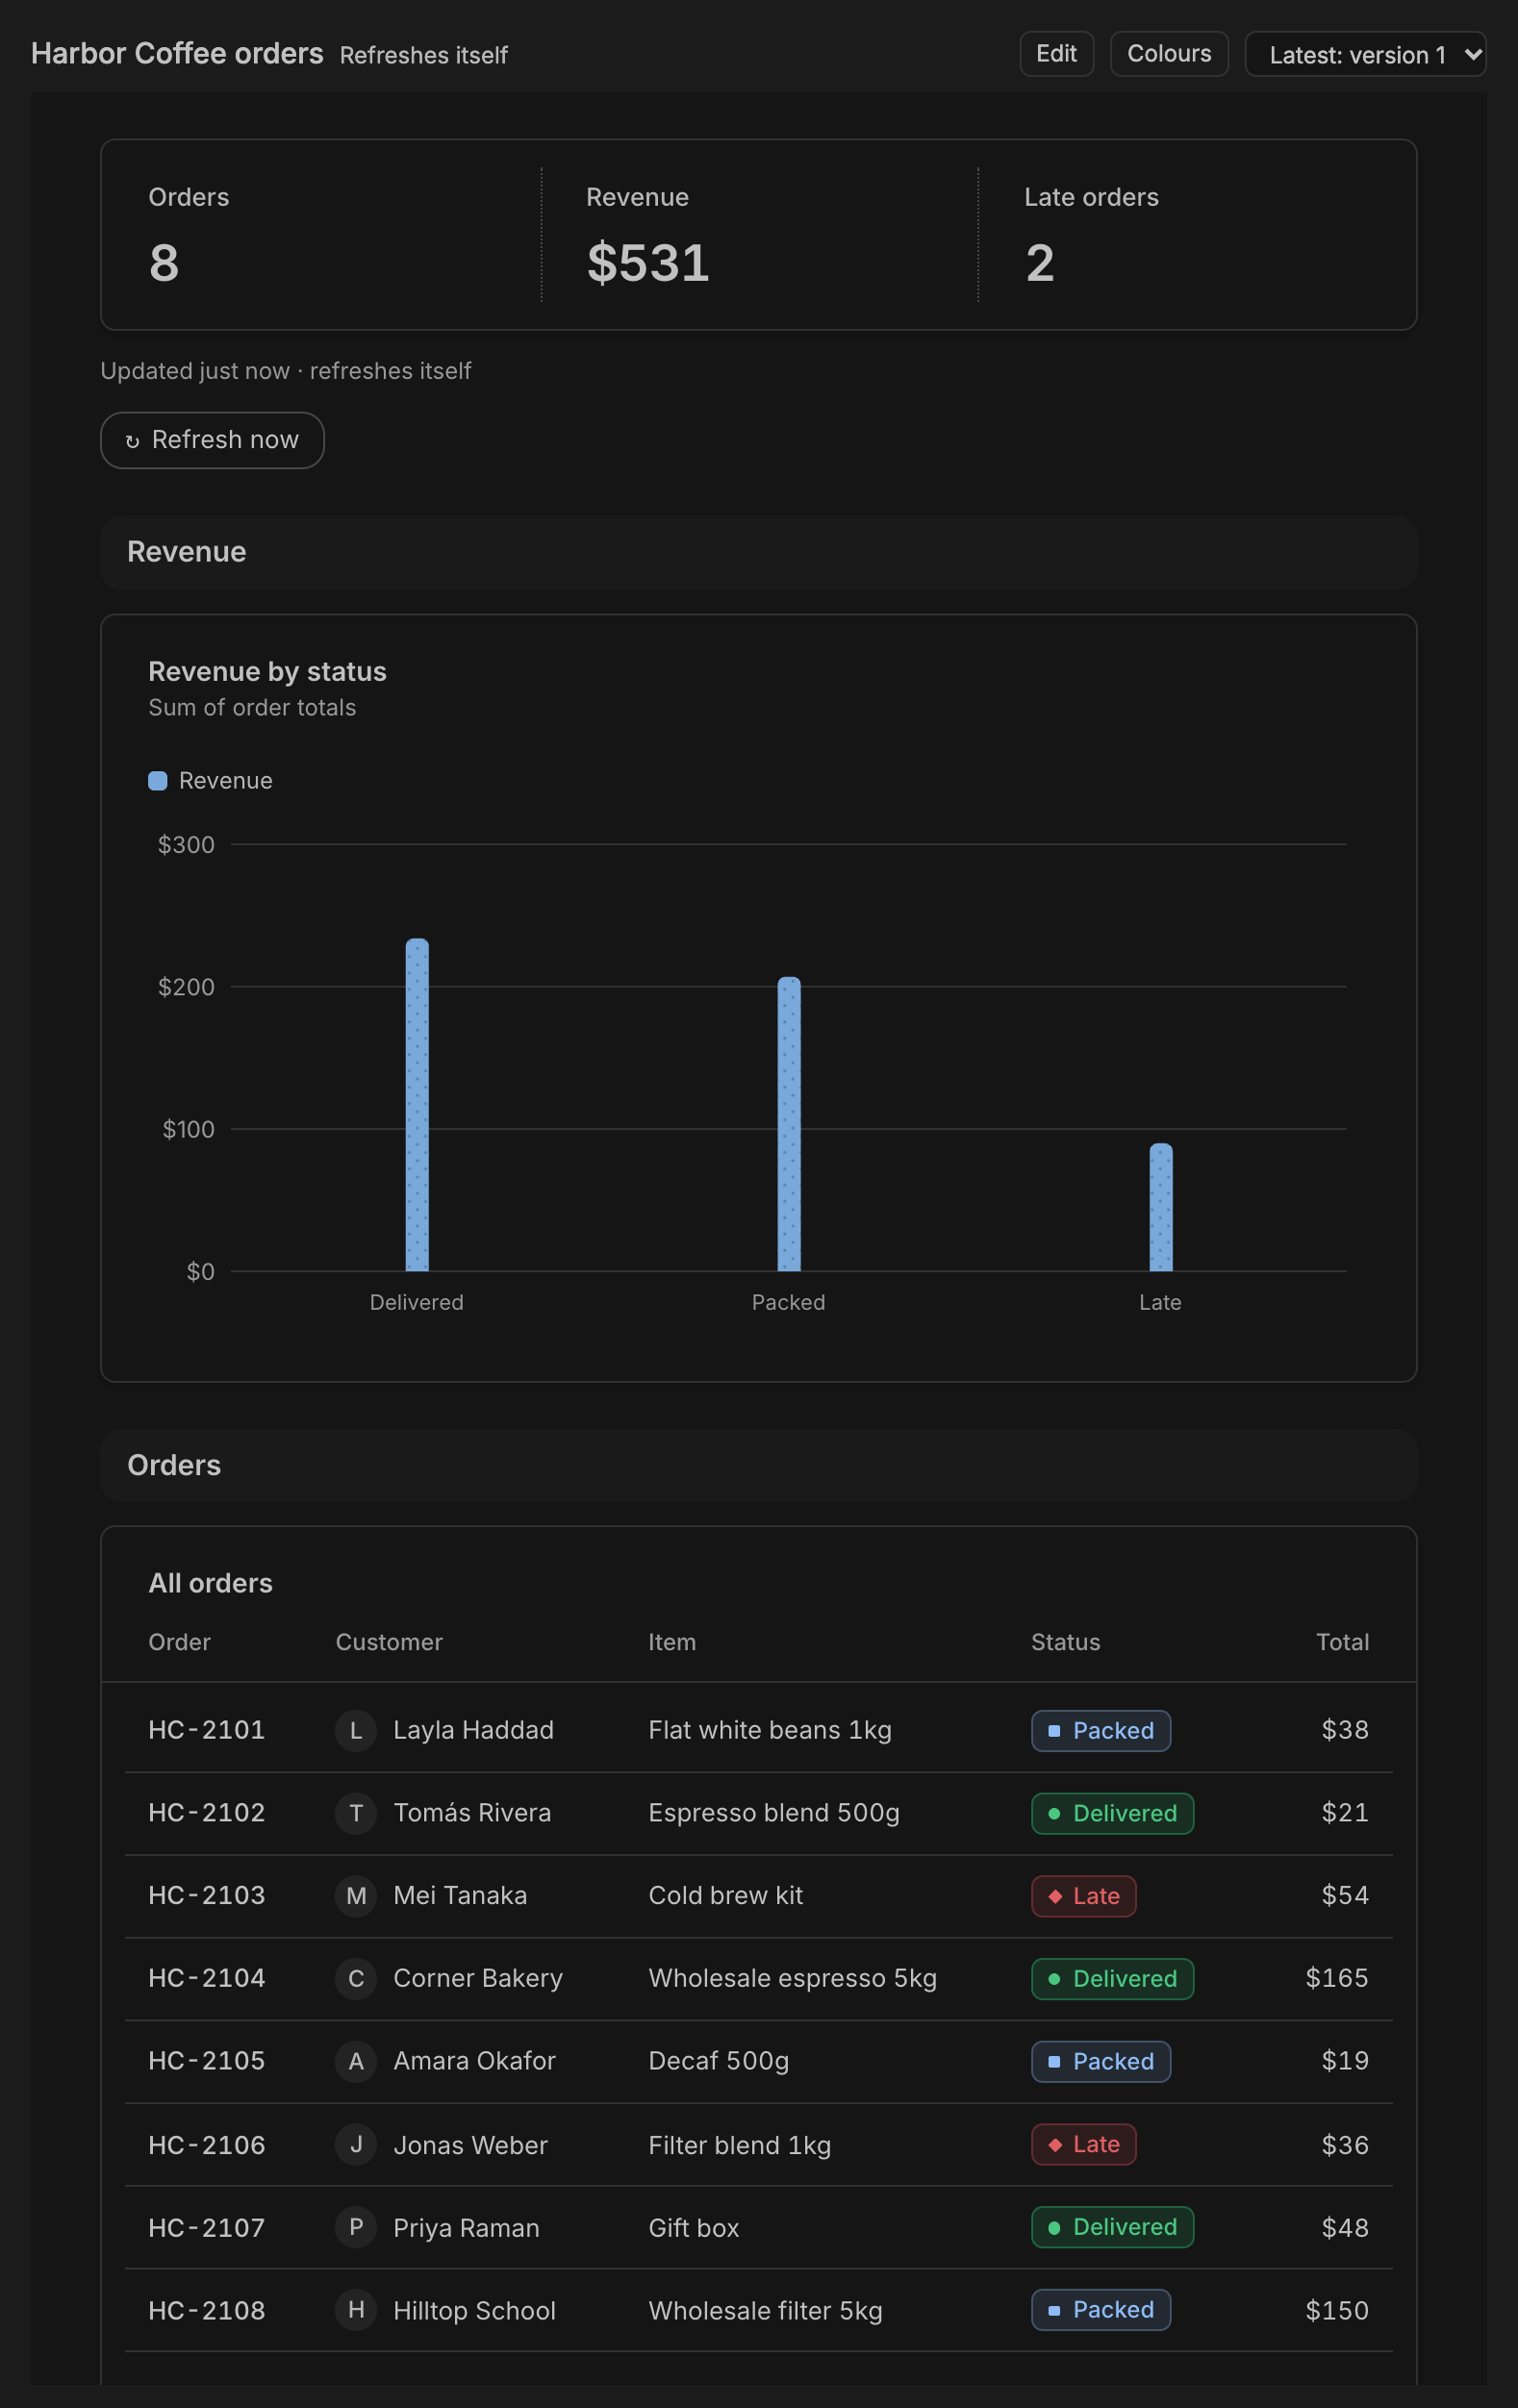 Harbor Coffee orders Refreshes itself Edit Colours Latest: version 1
Orders Revenue Late orders
8 $531 2
Updated just now · refreshes itself
↻ Refresh now
Revenue
Revenue by status
Sum of order totals
Revenue
$300
$200
$100
$0
Delivered Packed Late
Orders
All orders
Order Customer Item Status Total
HC-2101 L Layla Haddad Flat white beans 1kg Packed $38
HC-2102 T Tomás Rivera Espresso blend 500g Delivered $21
HC-2103 M Mei Tanaka Cold brew kit Late $54
HC-2104 C Corner Bakery Wholesale espresso 5kg Delivered $165
HC-2105 A Amara Okafor Decaf 500g Packed $19
HC-2106 J Jonas Weber Filter blend 1kg Late $36
HC-2107 P Priya Raman Gift box Delivered $48
HC-2108 H Hilltop School Wholesale filter 5kg Packed $150